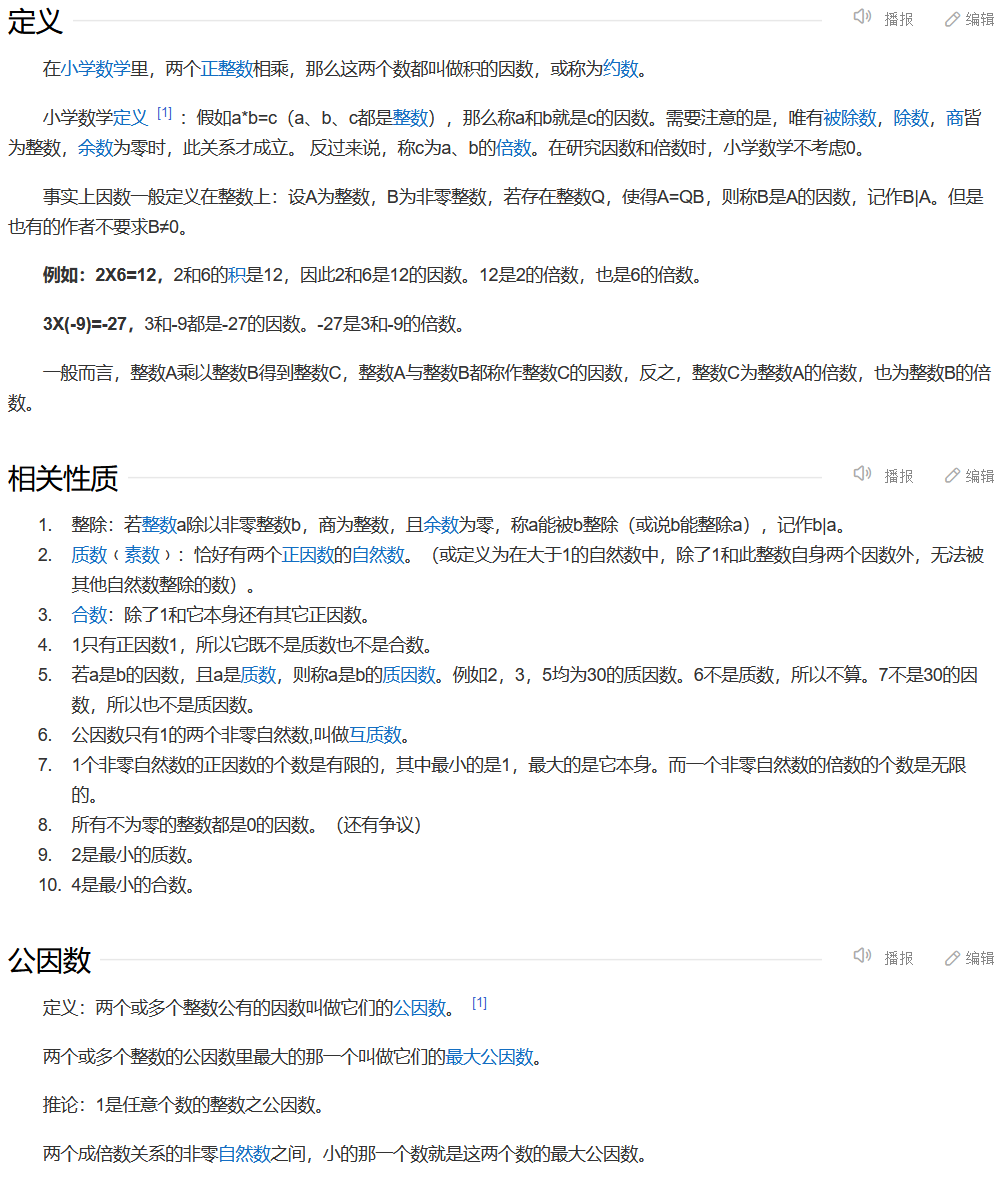 定义 播报 编辑
在小学数学里，两个正整数相乘，那么这两个数都叫做积的因数，或称为约数。
小学数学定义 [1] ：假如a*b=c（a、b、c都是整数），那么称a和b就是c的因数。需要注意的是，唯有被除数，除数，商皆
为整数，余数为零时，此关系才成立。 反过来说，称c为a、b的倍数。在研究因数和倍数时，小学数学不考虑0。
事实上因数一般定义在整数上：设A为整数，B为非零整数，若存在整数Q，使得A=QB，则称B是A的因数，记作B|A。但是
也有的作者不要求B≠0。
例如：2X6=12，2和6的积是12，因此2和6是12的因数。12是2的倍数，也是6的倍数。
3X(-9)=-27，3和-9都是-27的因数。-27是3和-9的倍数。
一般而言，整数A乘以整数B得到整数C，整数A与整数B都称作整数C的因数，反之，整数C为整数A的倍数，也为整数B的倍
数。
相关性质 播报 编辑
1. 整除：若整数a除以非零整数b，商为整数，且余数为零，称a能被b整除（或说b能整除a），记作b|a。
2. 质数﹙素数﹚：恰好有两个正因数的自然数。（或定义为在大于1的自然数中，除了1和此整数自身两个因数外，无法被
其他自然数整除的数）。
3. 合数：除了1和它本身还有其它正因数。
4. 1只有正因数1，所以它既不是质数也不是合数。
5. 若a是b的因数，且a是质数，则称a是b的质因数。例如2，3，5均为30的质因数。6不是质数，所以不算。7不是30的因
数，所以也不是质因数。
6. 公因数只有1的两个非零自然数,叫做互质数。
7. 1个非零自然数的正因数的个数是有限的，其中最小的是1，最大的是它本身。而一个非零自然数的倍数的个数是无限
的。
8. 所有不为零的整数都是0的因数。（还有争议）
9. 2是最小的质数。
10. 4是最小的合数。
公因数 播报 编辑
定义：两个或多个整数公有的因数叫做它们的公因数。 [1]
两个或多个整数的公因数里最大的那一个叫做它们的最大公因数。
推论：1是任意个数的整数之公因数。
两个成倍数关系的非零自然数之间，小的那一个数就是这两个数的最大公因数。